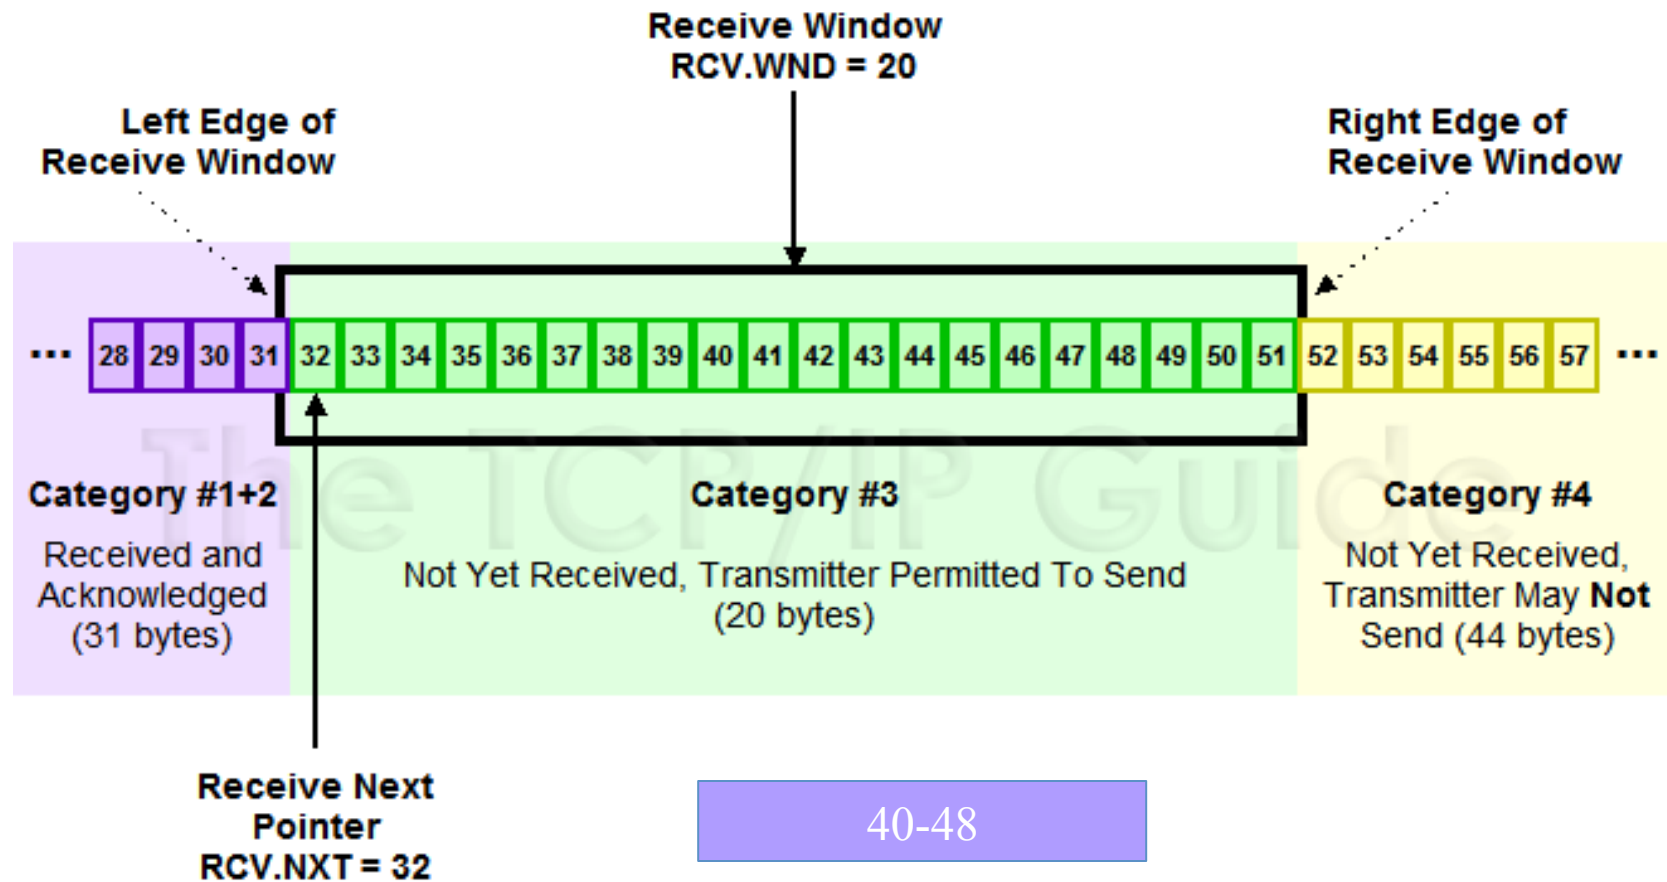 Receive Window
RCV.WND = 20
Left Edge of
Receive Window
Right Edge of
Receive Window
... 28 29 30 31 32 33 34 35 36 37 38 39 40 41 42 43 44 45 46 47 48 49 50 51 52 53 54 55 56 57 ...
The TCP/IP Guide
Category #1+2
Received and
Acknowledged
(31 bytes)
Category #3
Not Yet Received, Transmitter Permitted To Send
(20 bytes)
Category #4
Not Yet Received,
Transmitter May Not
Send (44 bytes)
Receive Next
Pointer
RCV.NXT = 32
40-48